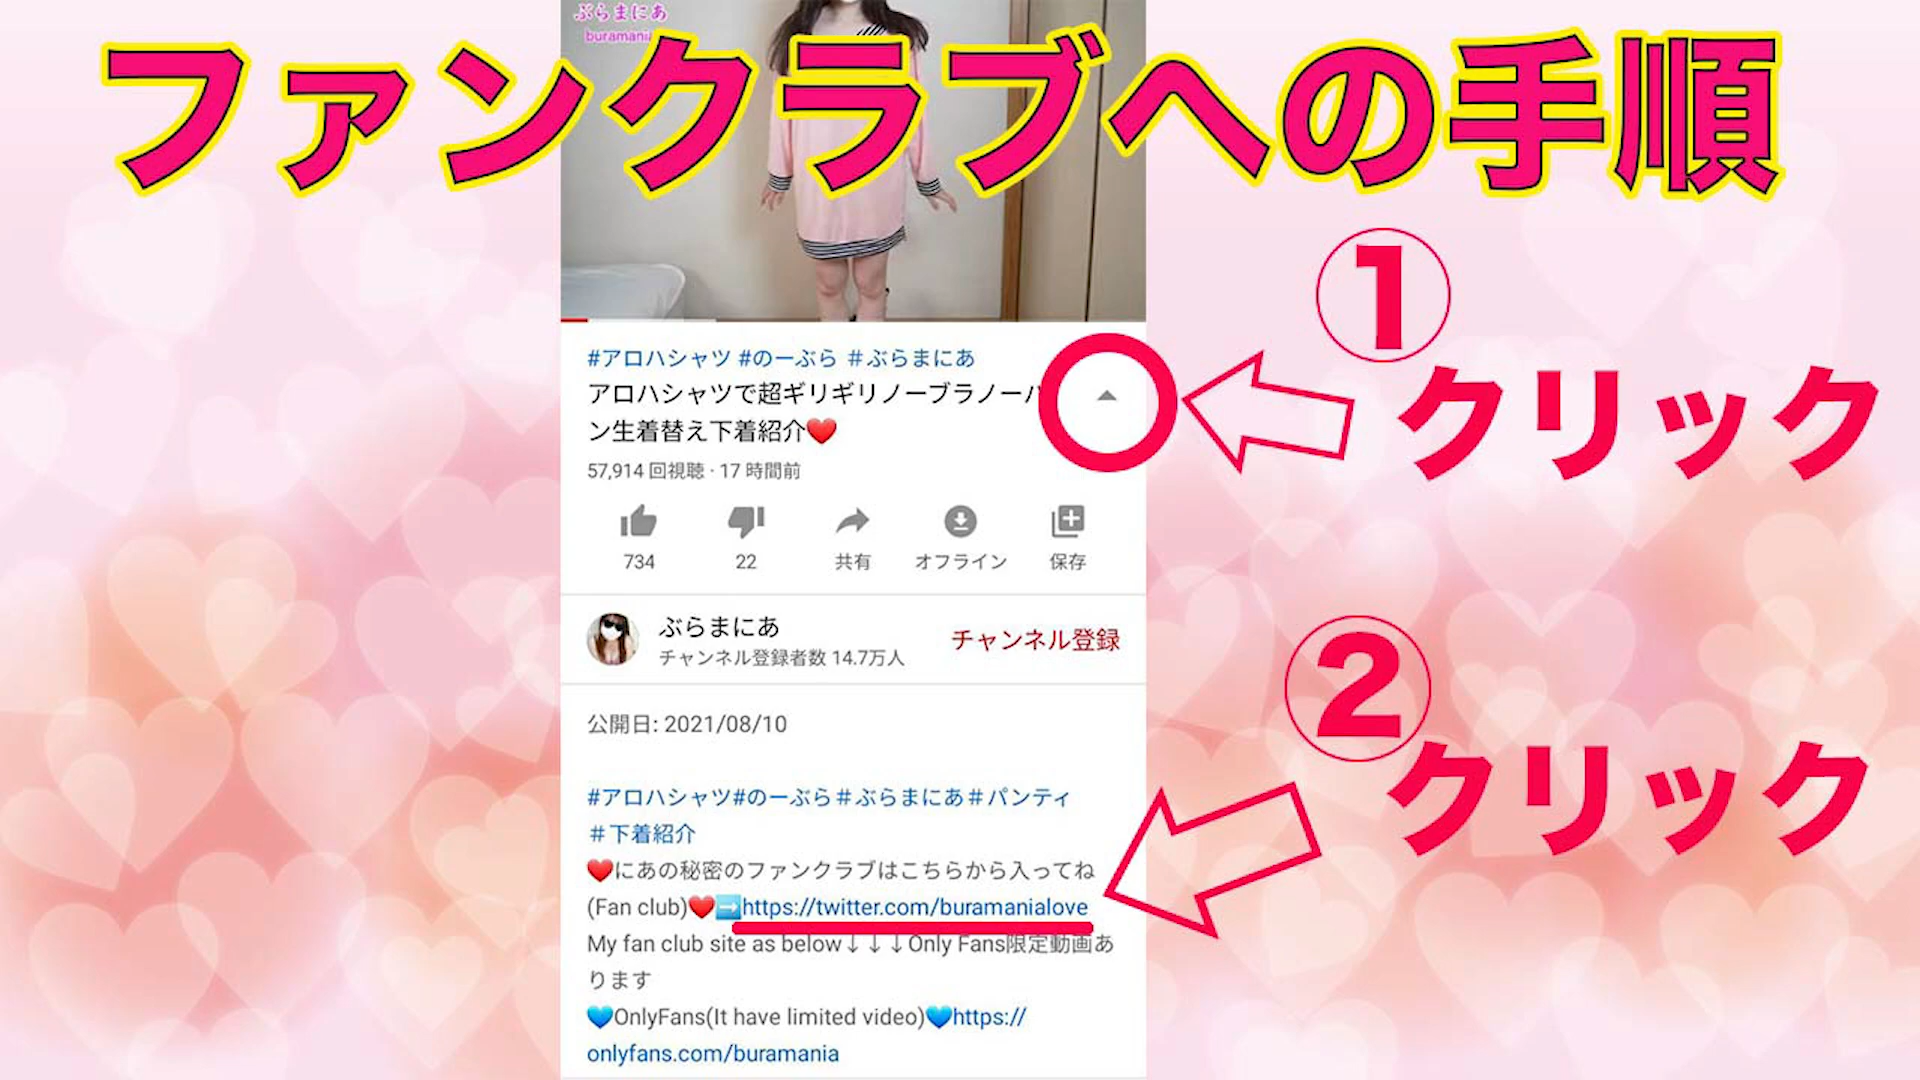 ぶらまにあ
ファンクラブへの手順
①
クリック
#アロハシャツ #のーぶら #ぶらまにあ
アロハシャツで超ギリギリノーブラノーパ
ン生着替え下着紹介❤️
57,914 回視聴・17 時間前
734
22
共有
オフライン
保存
ぶらまにあ
チャンネル登録者数 14.7万人
チャンネル登録
②
クリック
公開日: 2021/08/10
#アロハシャツ#のーぶら#ぶらまにあ#パンティ
#下着紹介
❤️にあの秘密のファンクラブはこちらから入ってね
(Fan club)❤️➡️https://twitter.com/buramanialove
My fan club site as below↓↓↓Only Fans限定動画あ
ります
💙OnlyFans(It have limited video)💙https://
onlyfans.com/buramania